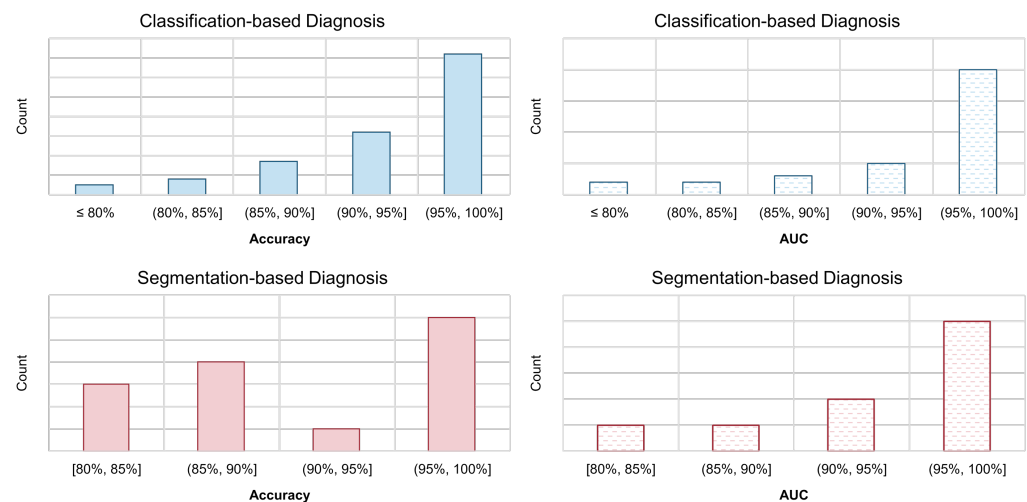 Classification-based Diagnosis
Count
≤ 80% (80%, 85%] (85%, 90%] (90%, 95%] (95%, 100%]
Accuracy
Classification-based Diagnosis
Count
≤ 80% (80%, 85%] (85%, 90%] (90%, 95%] (95%, 100%]
AUC
Segmentation-based Diagnosis
Count
[80%, 85%] (85%, 90%] (90%, 95%] (95%, 100%]
Accuracy
Segmentation-based Diagnosis
Count
[80%, 85%] (85%, 90%] (90%, 95%] (95%, 100%]
AUC